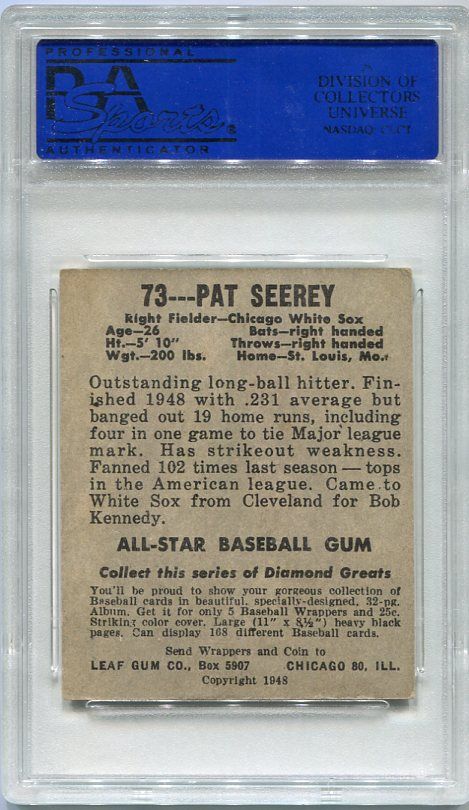 PROFESSIONAL
PSA
Sports®
AUTHENTICATOR
A
DIVISION OF
COLLECTORS
UNIVERSE
NASDAQ: CLCT
73---PAT SEEREY
Right Fielder—Chicago White Sox
Age—26 Bats—right handed
Ht.—5' 10" Throws—right handed
Wgt.—200 lbs. Home—St. Louis, Mo.
Outstanding long-ball hitter. Fin-
ished 1948 with .231 average but
banged out 19 home runs, including
four in one game to tie Major league
mark. Has strikeout weakness.
Fanned 102 times last season — tops
in the American league. Came to
White Sox from Cleveland for Bob
Kennedy.
ALL-STAR BASEBALL GUM
Collect this series of Diamond Greats
You'll be proud to show your gorgeous collection of
Baseball cards in beautiful, specially-designed, 32-pg.
Album. Get it for only 5 Baseball Wrappers and 25c.
Striking color cover. Large (11" x 8½") heavy black
pages. Can display 168 different Baseball cards.
Send Wrappers and Coin to
LEAF GUM CO., Box 5907 CHICAGO 80, ILL.
Copyright 1948